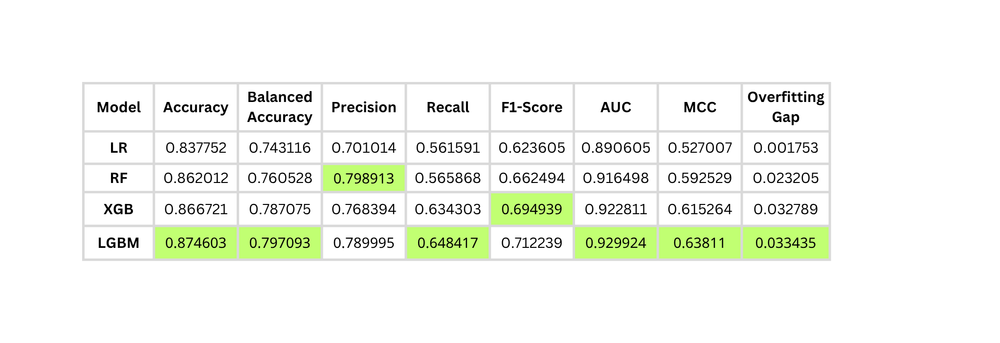 Model Accuracy Balanced Accuracy Precision Recall F1-Score AUC MCC Overfitting Gap
LR 0.837752 0.743116 0.701014 0.561591 0.623605 0.890605 0.527007 0.001753
RF 0.862012 0.760528 0.798913 0.565868 0.662494 0.916498 0.592529 0.023205
XGB 0.866721 0.787075 0.768394 0.634303 0.694939 0.922811 0.615264 0.032789
LGBM 0.874603 0.797093 0.789995 0.648417 0.712239 0.929924 0.63811 0.033435